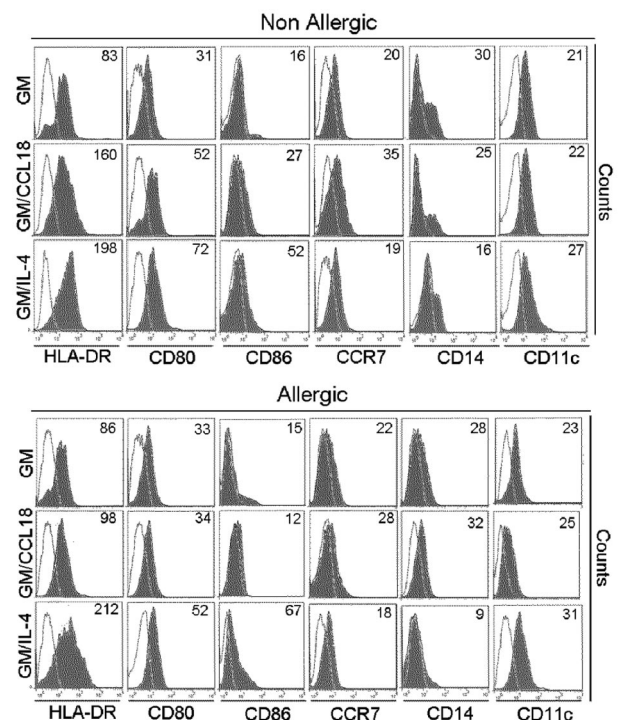 Non Allergic
GM 83 31 16 20 30 21
GM/CCL18 160 52 27 35 25 22
GM/IL-4 198 72 52 19 16 27
Counts
HLA-DR CD80 CD86 CCR7 CD14 CD11c
Allergic
GM 86 33 15 22 28 23
GM/CCL18 98 34 12 28 32 25
GM/IL-4 212 52 67 18 9 31
Counts
HLA-DR CD80 CD86 CCR7 CD14 CD11c